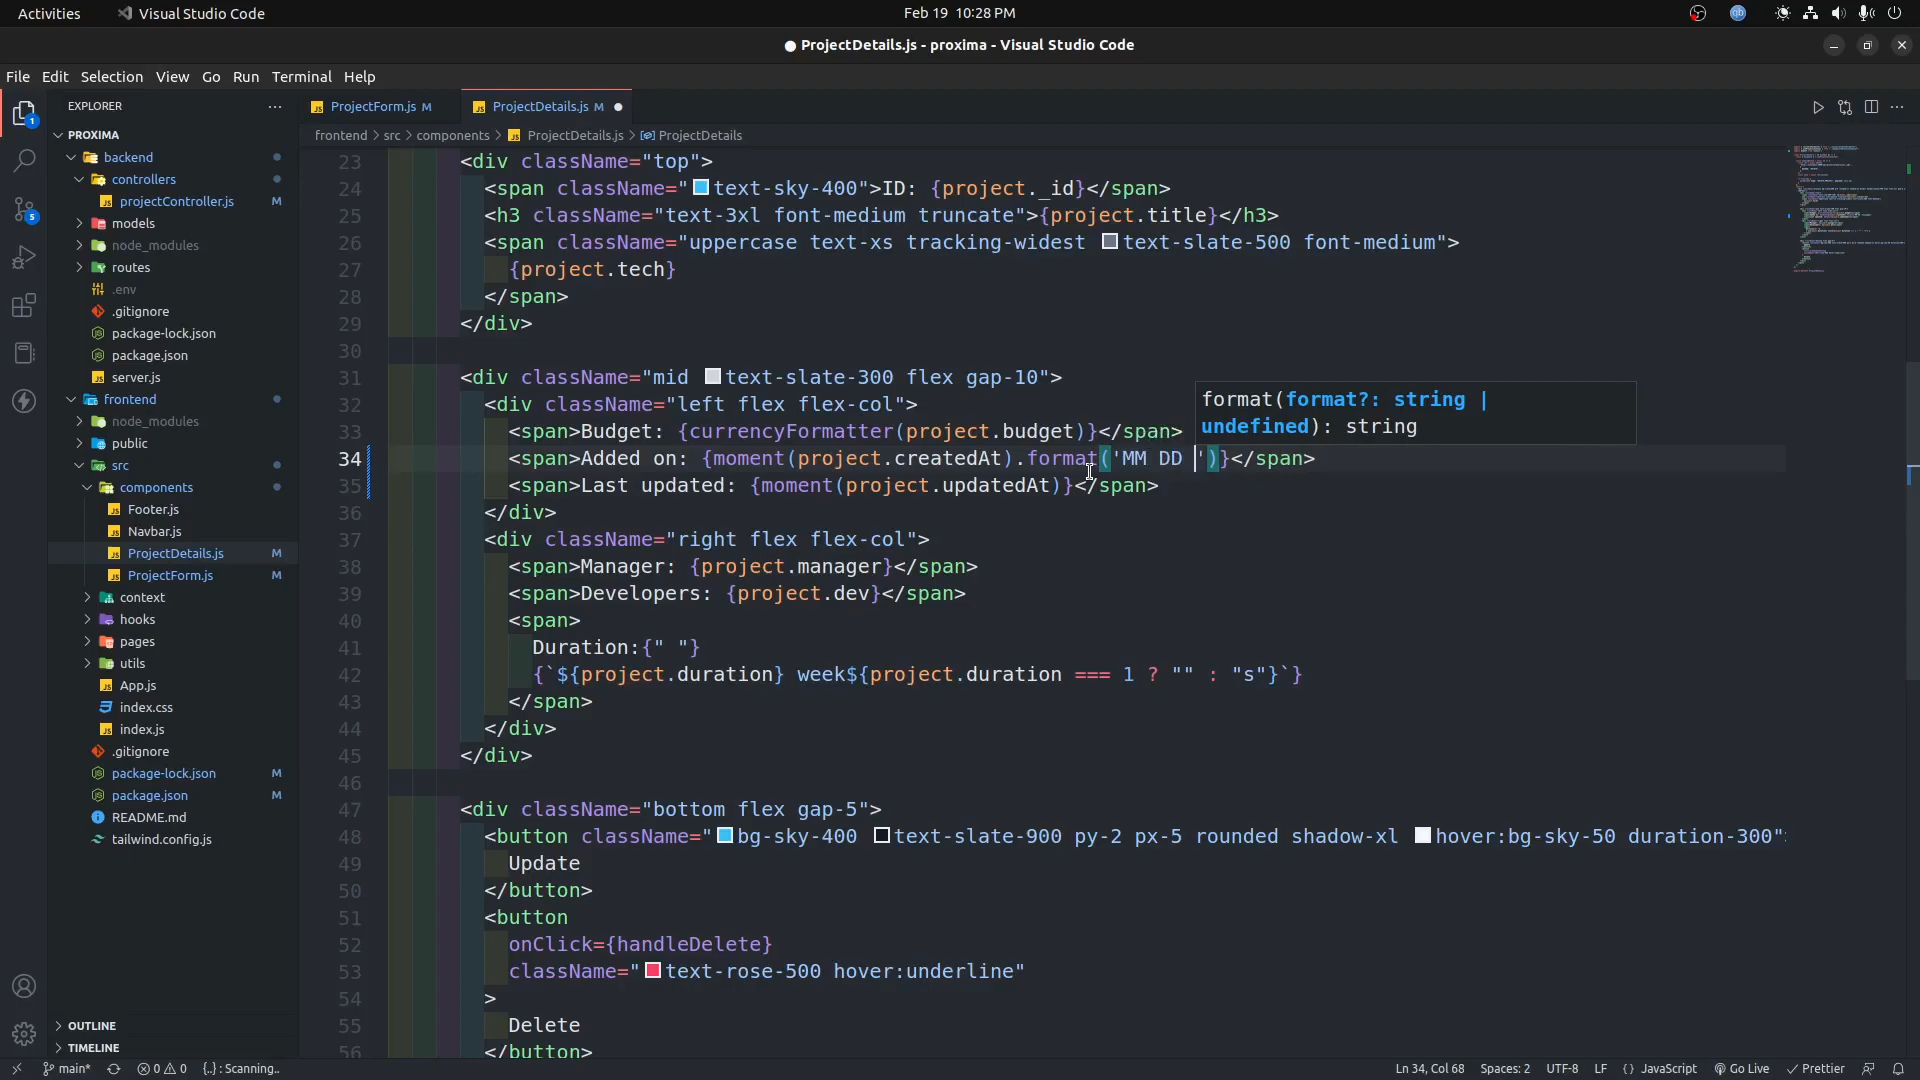 Activities
Visual Studio Code
Feb 19 10:28 PM
qb
● ProjectDetails.js - proxima - Visual Studio Code
File Edit Selection View Go Run Terminal Help
EXPLORER
PROXIMA
backend
controllers
projectController.js M
models
node_modules
routes
.env
.gitignore
package-lock.json
package.json
server.js
frontend
node_modules
public
src
components
Footer.js
Navbar.js
ProjectDetails.js M
ProjectForm.js M
context
hooks
pages
utils
App.js
index.css
index.js
.gitignore
package-lock.json M
package.json M
README.md
tailwind.config.js
OUTLINE
TIMELINE
1
5
ProjectForm.js M
ProjectDetails.js M ●
frontend > src > components > ProjectDetails.js > ProjectDetails
23 <div className="top">
24 <span className="text-sky-400">ID: {project._id}</span>
25 <h3 className="text-3xl font-medium truncate">{project.title}</h3>
26 <span className="uppercase text-xs tracking-widest text-slate-500 font-medium">
27 {project.tech}
28 </span>
29 </div>
30
31 <div className="mid text-slate-300 flex gap-10">
32 <div className="left flex flex-col">
33 <span>Budget: {currencyFormatter(project.budget)}</span>
34 <span>Added on: {moment(project.createdAt).format('MM DD ')}</span>
35 <span>Last updated: {moment(project.updatedAt)}</span>
36 </div>
37 <div className="right flex flex-col">
38 <span>Manager: {project.manager}</span>
39 <span>Developers: {project.dev}</span>
40 <span>
41 Duration:{" "}
42 {`${project.duration} week${project.duration === 1 ? "" : "s"}`}
43 </span>
44 </div>
45 </div>
46
47 <div className="bottom flex gap-5">
48 <button className="bg-sky-400 text-slate-900 py-2 px-5 rounded shadow-xl hover:bg-sky-50 duration-300"
49 Update
50 </button>
51 <button
52 onClick={handleDelete}
53 className="text-rose-500 hover:underline"
54 >
55 Delete
56 </button>
format(format?: string |
undefined): string
main*
0 0
{..} : Scanning..
Ln 34, Col 68
Spaces: 2
UTF-8
LF
{} JavaScript
Go Live
Prettier